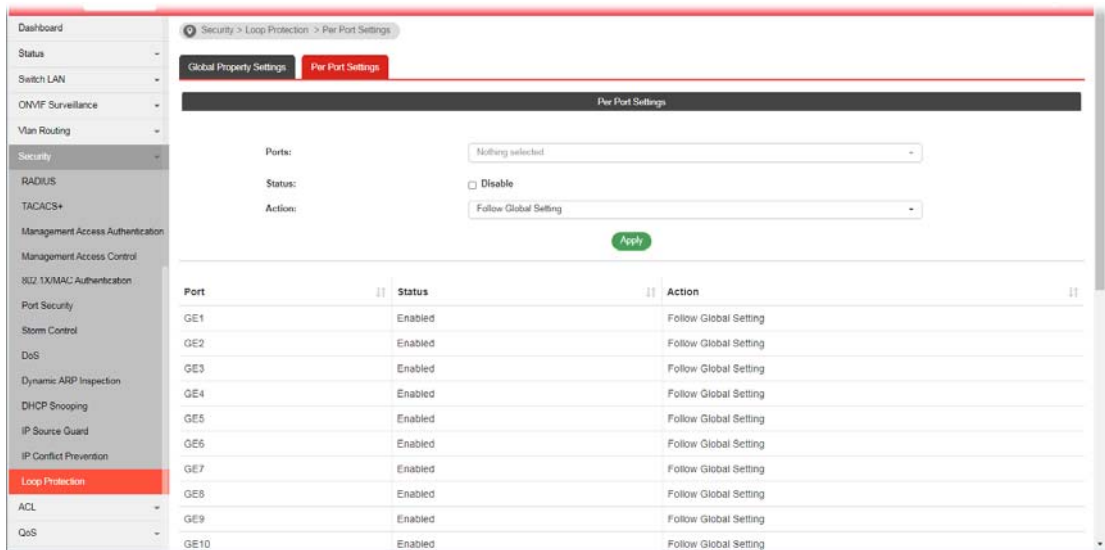 Dashboard
Status
Switch LAN
ONVIF Surveillance
Vlan Routing
Security
RADIUS
TACACS+
Management Access Authentication
Management Access Control
802.1X/MAC Authentication
Port Security
Storm Control
DoS
Dynamic ARP Inspection
DHCP Snooping
IP Source Guard
IP Conflict Prevention
Loop Protection
ACL
QoS
Security > Loop Protection > Per Port Settings
Global Property Settings Per Port Settings
Per Port Settings
Ports: Nothing selected
Status: Disable
Action: Follow Global Setting
Apply
Port Status Action
GE1 Enabled Follow Global Setting
GE2 Enabled Follow Global Setting
GE3 Enabled Follow Global Setting
GE4 Enabled Follow Global Setting
GE5 Enabled Follow Global Setting
GE6 Enabled Follow Global Setting
GE7 Enabled Follow Global Setting
GE8 Enabled Follow Global Setting
GE9 Enabled Follow Global Setting
GE10 Enabled Follow Global Setting